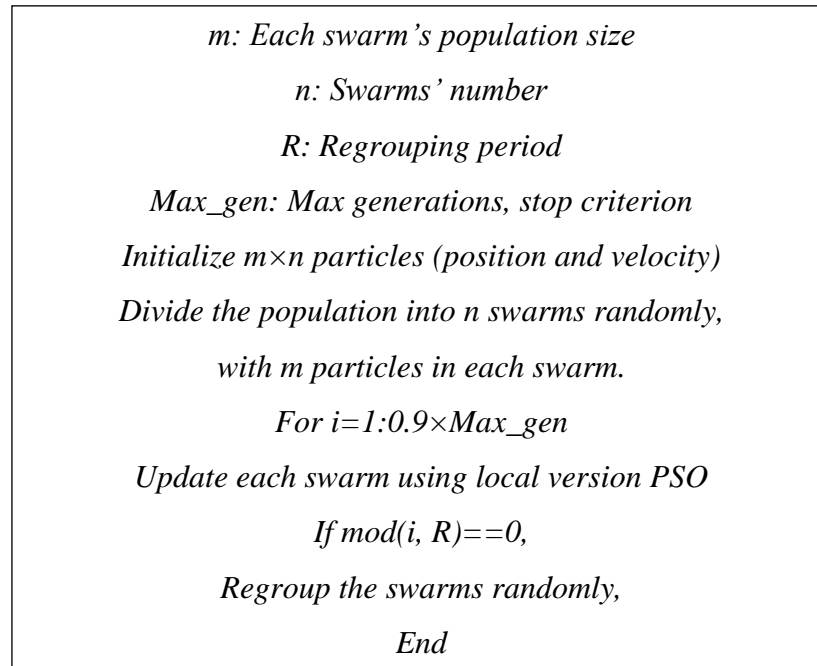 m: Each swarm's population size
n: Swarms' number
R: Regrouping period
Max_gen: Max generations, stop criterion
Initialize m×n particles (position and velocity)
Divide the population into n swarms randomly,
with m particles in each swarm.
For i=1:0.9×Max_gen
Update each swarm using local version PSO
If mod(i, R)==0,
Regroup the swarms randomly,
End